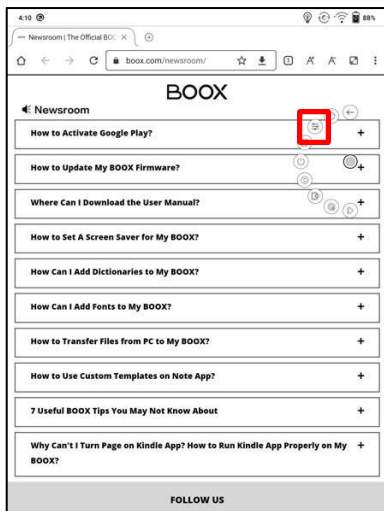 4:10
88%
Newsroom | The Official BOO
boox.com/newsroom/
1
A
A
BOOX
Newsroom
How to Activate Google Play?
+
How to Update My BOOX Firmware?
+
Where Can I Download the User Manual?
+
How to Set A Screen Saver for My BOOX?
+
How Can I Add Dictionaries to My BOOX?
+
How Can I Add Fonts to My BOOX?
+
How to Transfer Files from PC to My BOOX?
+
How to Use Custom Templates on Note App?
+
7 Useful BOOX Tips You May Not Know About
+
Why Can't I Turn Page on Kindle App? How to Run Kindle App Properly on My
+
BOOX?
FOLLOW US